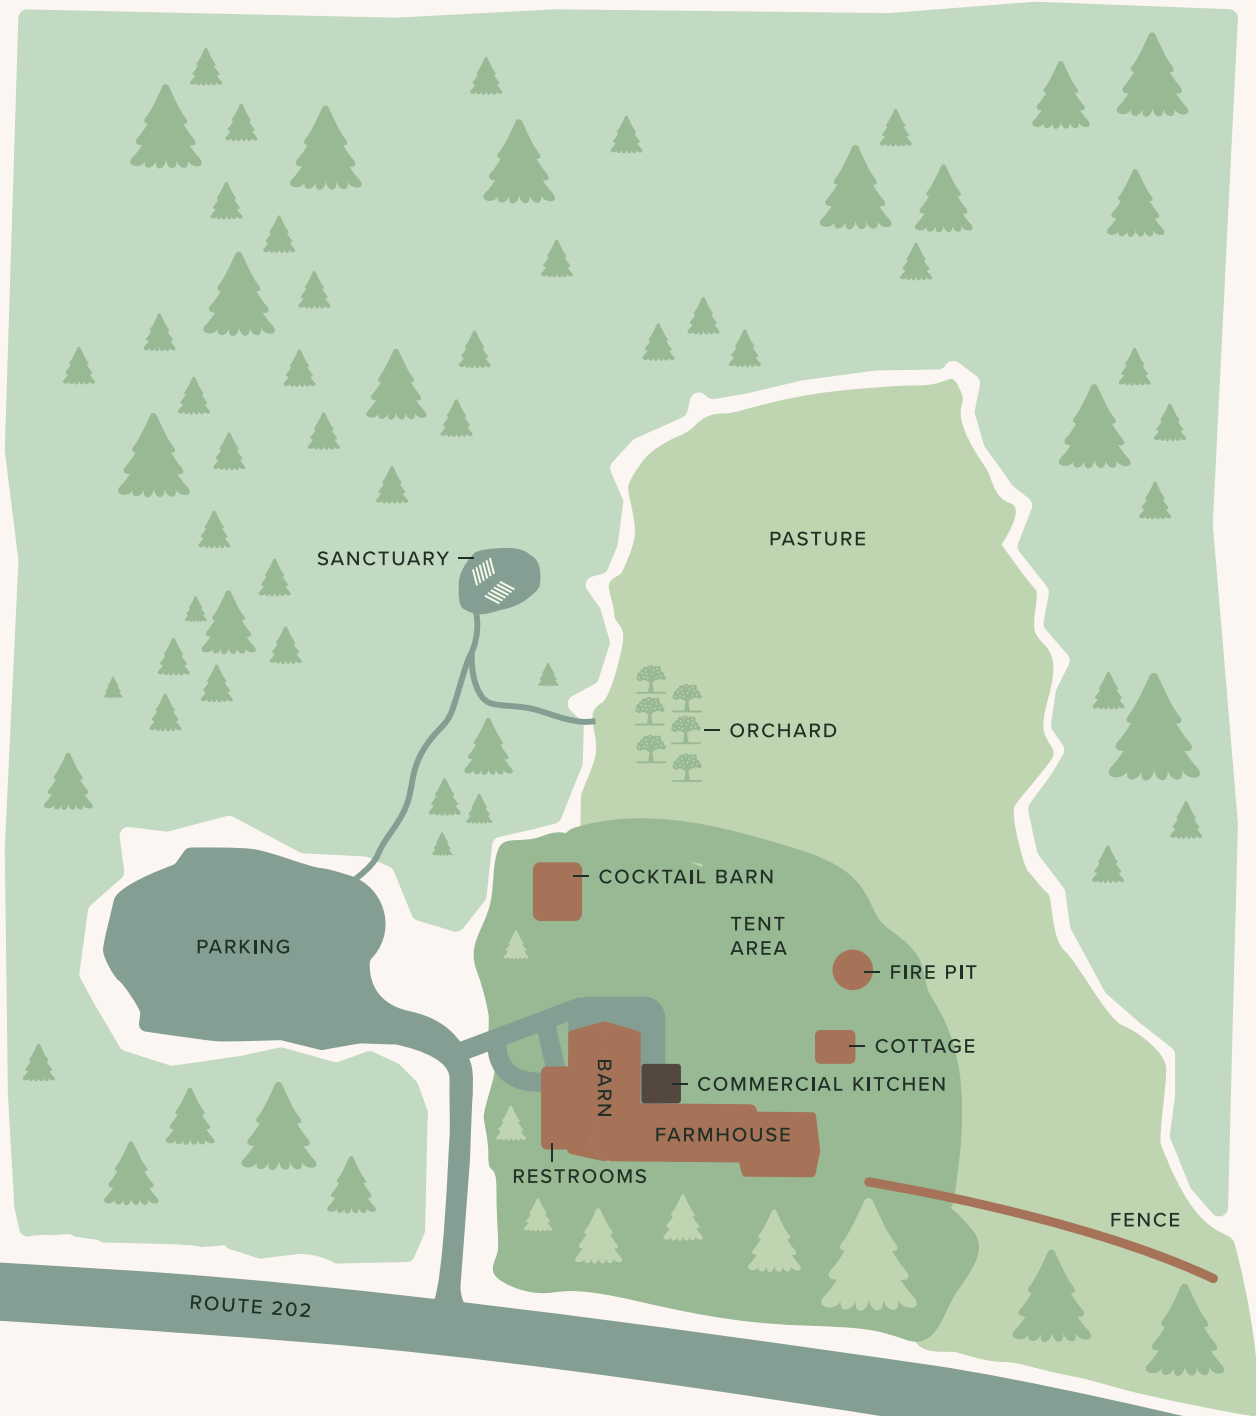 PASTURE
SANCTUARY
ORCHARD
COCKTAIL BARN
TENT
AREA
PARKING
FIRE PIT
COTTAGE
BARN
COMMERCIAL KITCHEN
FARMHOUSE
RESTROOMS
FENCE
ROUTE 202